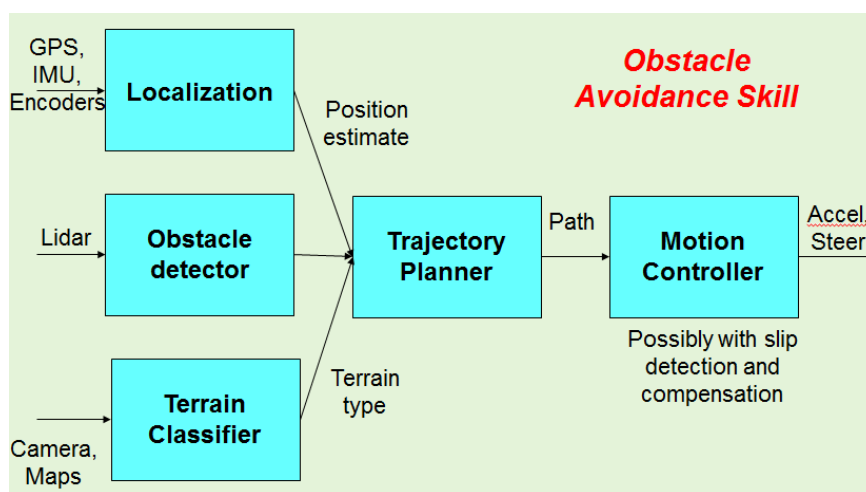 GPS,
IMU,
Encoders
Localization
Obstacle
Avoidance Skill
Position
estimate
Lidar
Obstacle
detector
Trajectory
Planner
Path
Motion
Controller
Accel,
Steer
Possibly with slip
detection and
compensation
Terrain
type
Terrain
Classifier
Camera,
Maps